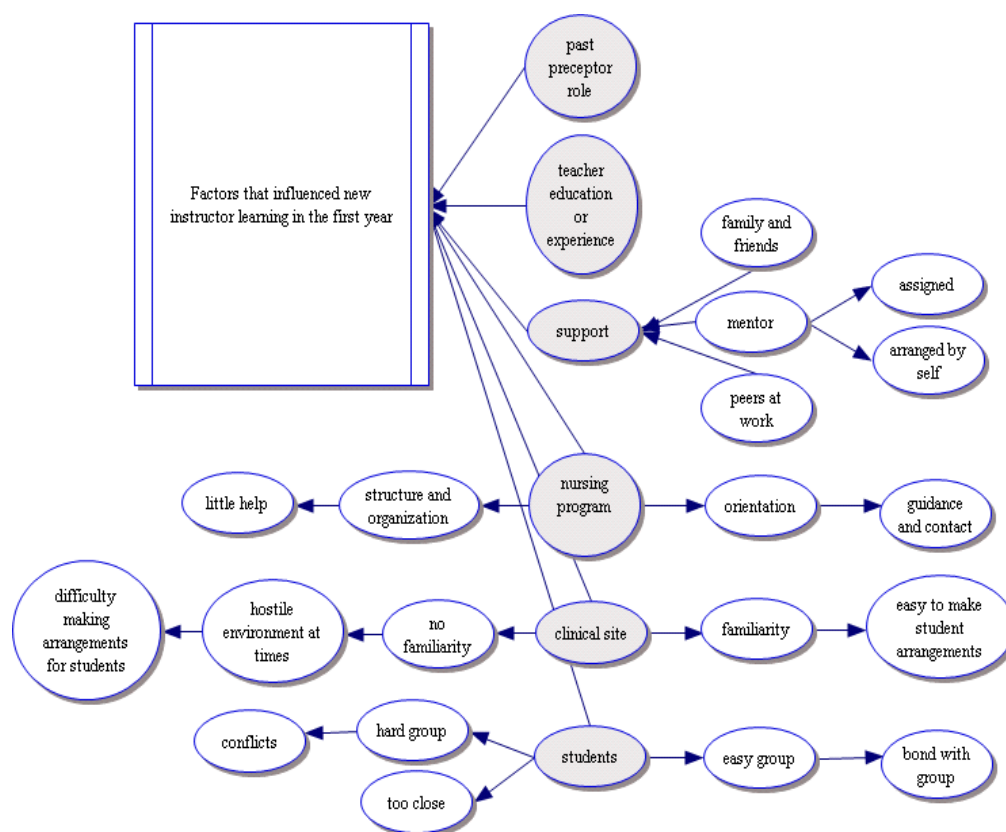 past
preceptor
role
Factors that influenced new
instructor learning in the first year
teacher
education
or
experience
family and
friends
support
mentor
assigned
arranged by
self
peers at
work
little help
structure and
organization
nursing
program
orientation
guidance
and contact
difficulty
making
arrangements
for students
hostile
environment at
times
no
familiarity
clinical site
familiarity
easy to make
student
arrangements
conflicts
hard group
too close
students
easy group
bond with
group